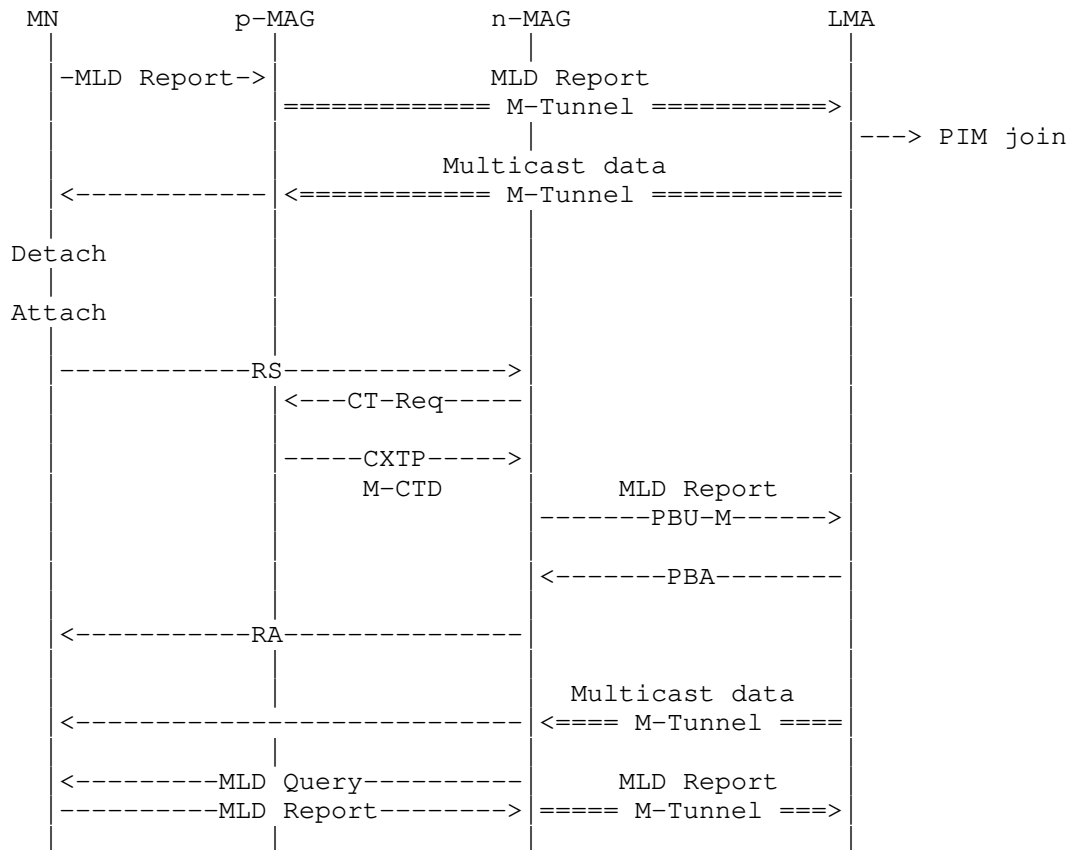 MN p-MAG n-MAG LMA
-MLD Report-> MLD Report
============= M-Tunnel ===========>
---> PIM join
Multicast data
<------------ <============ M-Tunnel ============
Detach
Attach
-----------RS--------------->
<---CT-Req-----
-----CXTP----->
M-CTD MLD Report
-------PBU-M------>
<-------PBA--------
<-----------RA---------------
Multicast data
<----------------------------- <==== M-Tunnel ====
<---------MLD Query---------- MLD Report
----------MLD Report--------> ===== M-Tunnel ===>